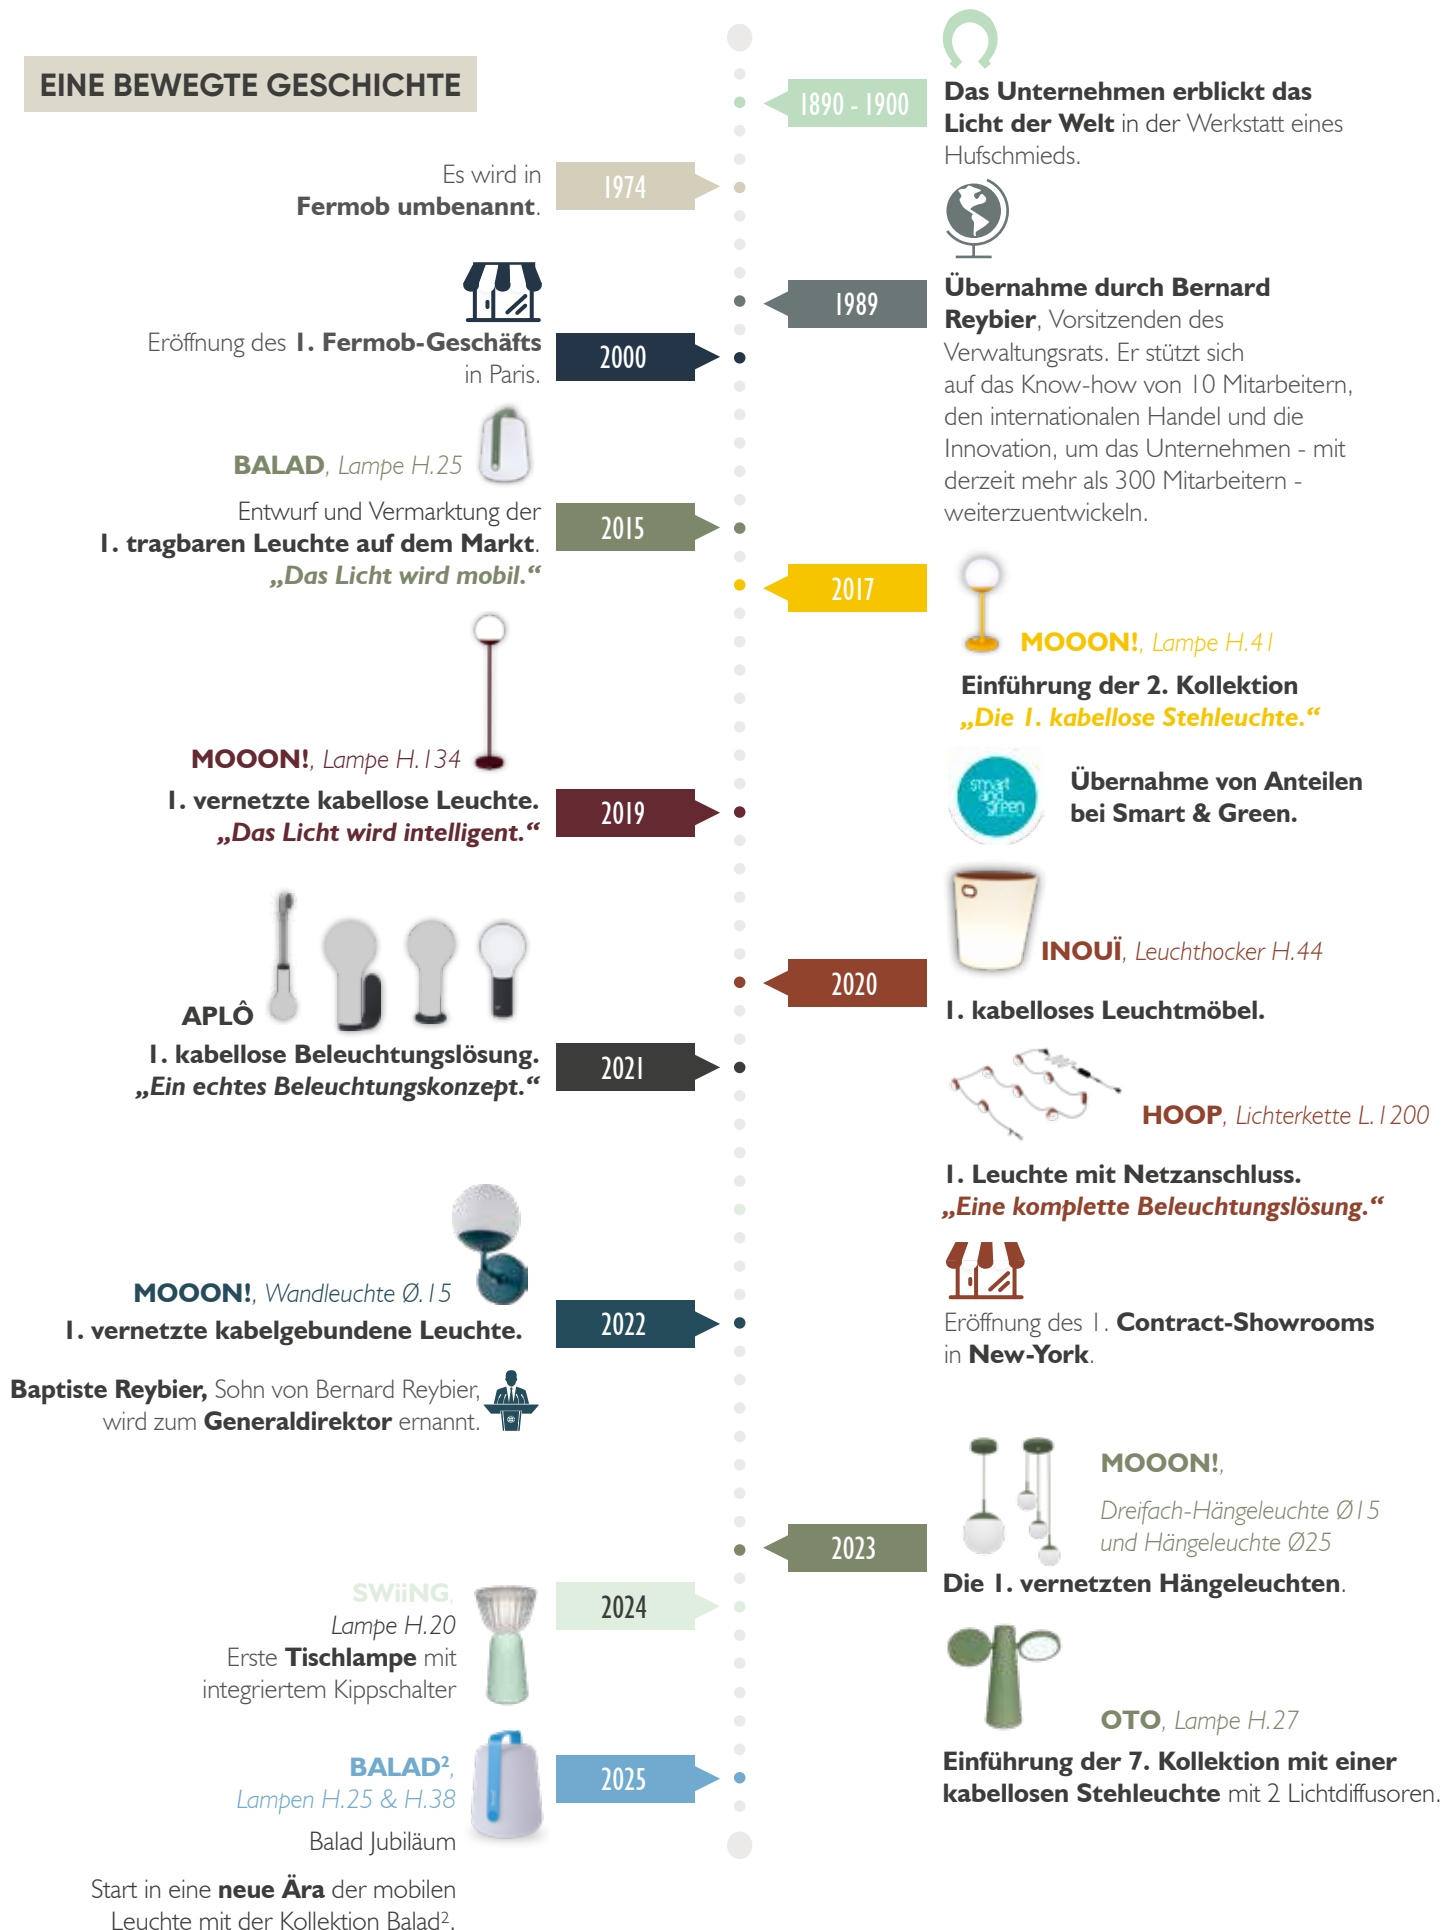 EINE BEWEGTE GESCHICHTE
1890 - 1900
Das Unternehmen erblickt das
Licht der Welt in der Werkstatt eines
Hufschmieds.
Es wird in
Fermob umbenannt.
1974
1989
Übernahme durch Bernard
Reybier, Vorsitzenden des
Verwaltungsrats. Er stützt sich
auf das Know-how von 10 Mitarbeitern,
den internationalen Handel und die
Innovation, um das Unternehmen - mit
derzeit mehr als 300 Mitarbeitern -
weiterzuentwickeln.
Eröffnung des 1. Fermob-Geschäfts
in Paris.
2000
BALAD, Lampe H.25
Entwurf und Vermarktung der
1. tragbaren Leuchte auf dem Markt.
„Das Licht wird mobil.“
2015
2017
MOOON!, Lampe H.41
Einführung der 2. Kollektion
„Die 1. kabellose Stehleuchte.“
smart
and
green
Übernahme von Anteilen
bei Smart & Green.
MOOON!, Lampe H.134
1. vernetzte kabellose Leuchte.
„Das Licht wird intelligent.“
2019
2020
INOUÏ, Leuchthocker H.44
1. kabelloses Leuchtmöbel.
HOOP, Lichterkette L.1200
1. Leuchte mit Netzanschluss.
„Eine komplette Beleuchtungslösung.“
Eröffnung des 1. Contract-Showrooms
in New-York.
APLÔ
1. kabellose Beleuchtungslösung.
„Ein echtes Beleuchtungskonzept.“
2021
MOOON!, Wandleuchte Ø.15
1. vernetzte kabelgebundene Leuchte.
2022
Baptiste Reybier, Sohn von Bernard Reybier,
wird zum Generaldirektor ernannt.
2023
MOOON!,
Dreifach-Hängeleuchte Ø15
und Hängeleuchte Ø25
Die 1. vernetzten Hängeleuchten.
OTO, Lampe H.27
Einführung der 7. Kollektion mit einer
kabellosen Stehleuchte mit 2 Lichtdiffusoren.
SWiiNG,
Lampe H.20
Erste Tischlampe mit
integriertem Kippschalter
2024
BALAD²,
Lampen H.25 & H.38
Balad Jubiläum
2025
Start in eine neue Ära der mobilen
Leuchte mit der Kollektion Balad².